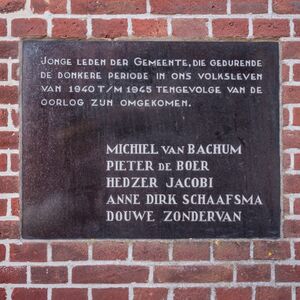 JONGE LEDEN DER GEMEENTE, DIE GEDURENDE
DE DONKERE PERIODE IN ONS VOLKSLEVEN
VAN 1940 T/M 1945 TENGEVOLGE VAN DE
OORLOG ZIJN OMGEKOMEN.
MICHIEL VAN BACHUM
PIETER DE BOER
HEDZER JACOBI
ANNE DIRK SCHAAFSMA
DOUWE ZONDERVAN